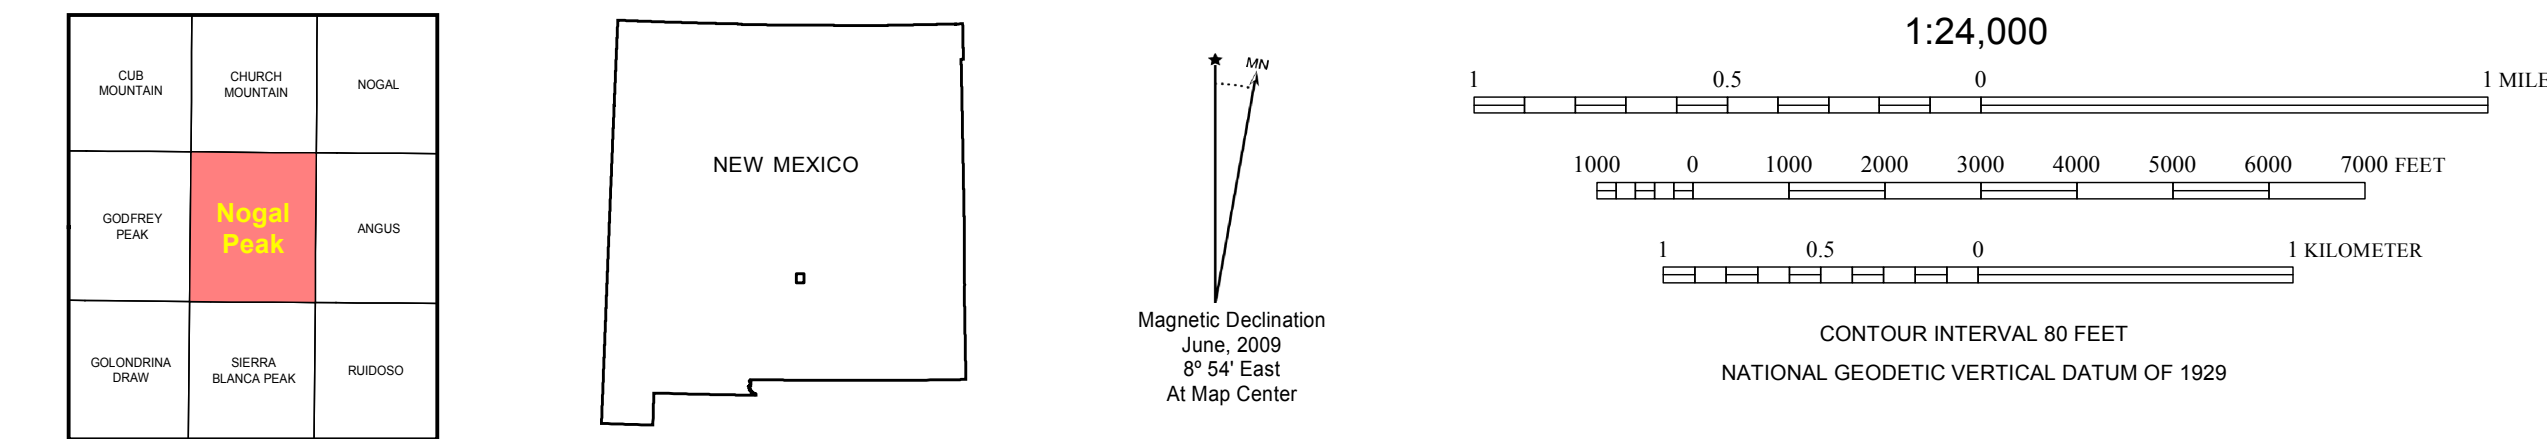 CUB
MOUNTAIN
CHURCH
MOUNTAIN
NOGAL
GODFREY
PEAK
Nogal
Peak
ANGUS
GOLONDRINA
DRAW
SIERRA
BLANCA PEAK
RUIDOSO
NEW MEXICO
MN
Magnetic Declination
June, 2009
8º 54' East
At Map Center
1:24,000
1 0.5 0 1 MILE
1000 0 1000 2000 3000 4000 5000 6000 7000 FEET
1 0.5 0 1 KILOMETER
CONTOUR INTERVAL 80 FEET
NATIONAL GEODETIC VERTICAL DATUM OF 1929